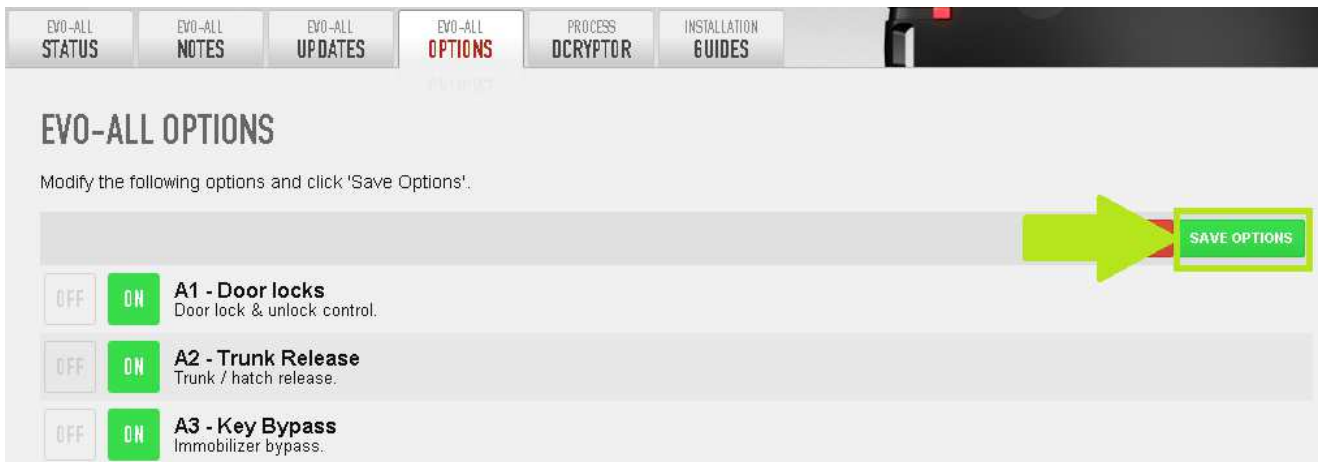 EVO-ALL EVO-ALL EVO-ALL EVO-ALL PROCESS INSTALLATION
STATUS NOTES UPDATES OPTIONS DCRYPTOR GUIDES
EVO-ALL OPTIONS
Modify the following options and click 'Save Options'.
SAVE OPTIONS
OFF ON A1 - Door locks
Door lock & unlock control.
OFF ON A2 - Trunk Release
Trunk / hatch release.
OFF ON A3 - Key Bypass
Immobilizer bypass.